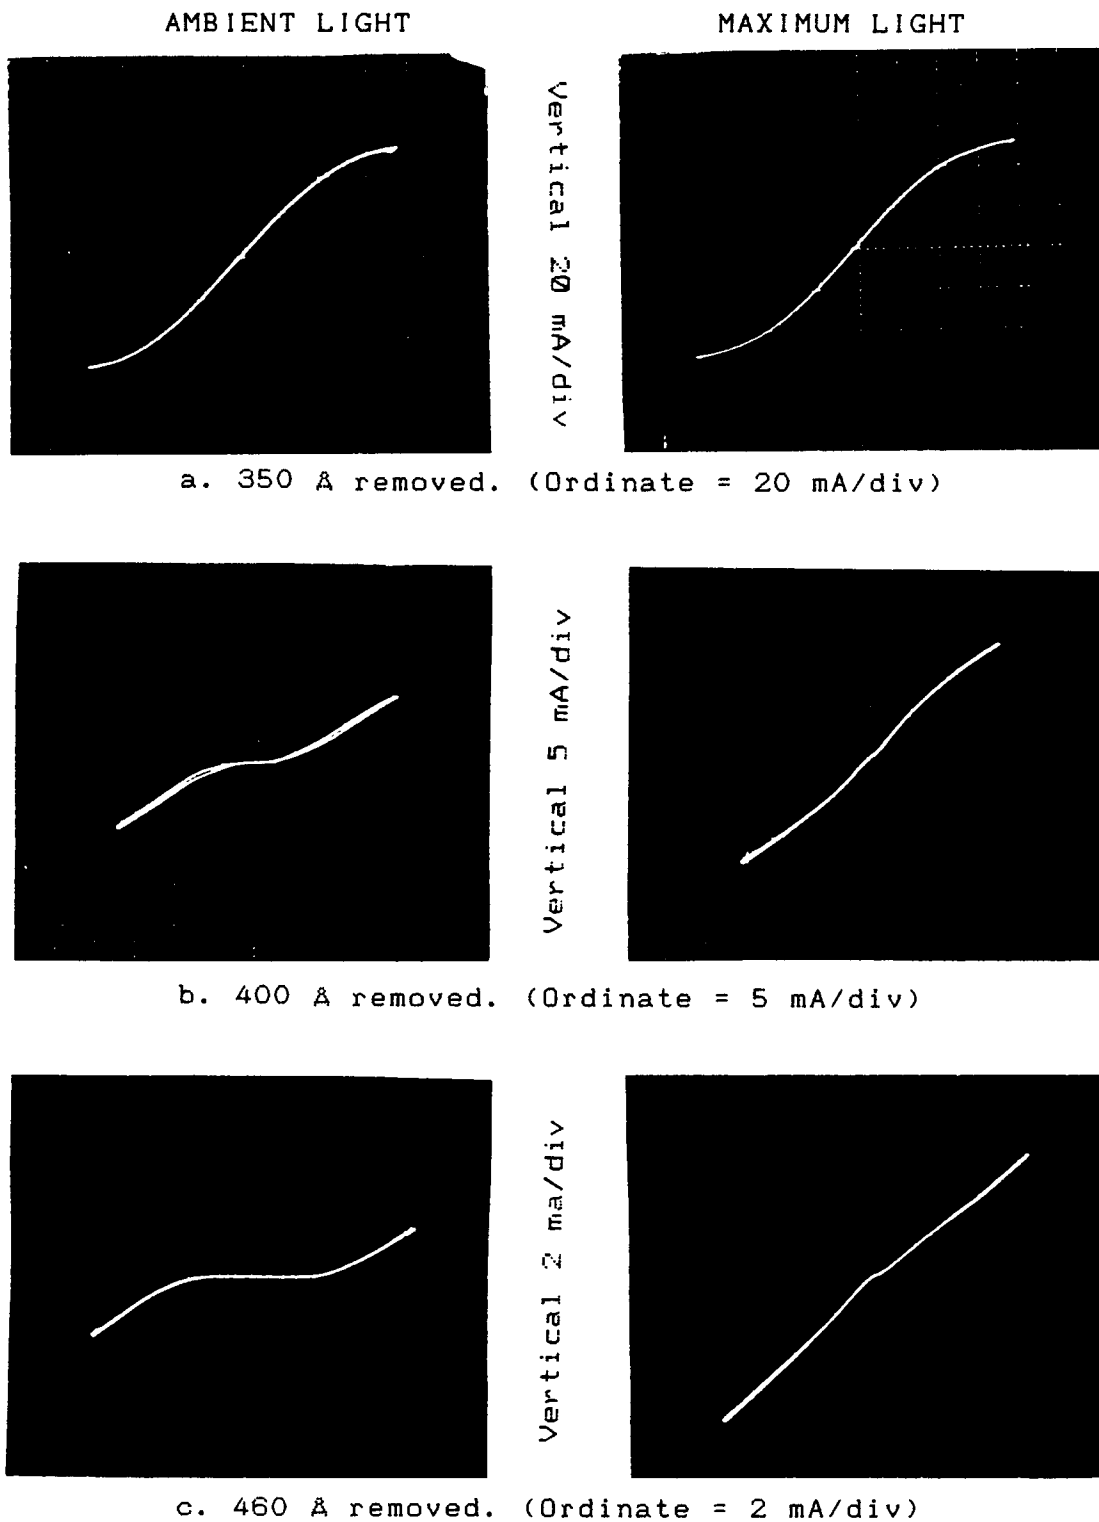 AMBIENT LIGHT
MAXIMUM LIGHT
Vertical 20 mA/div
a. 350 Å removed. (Ordinate = 20 mA/div)
Vertical 5 mA/div
b. 400 Å removed. (Ordinate = 5 mA/div)
Vertical 2 ma/div
c. 460 Å removed. (Ordinate = 2 mA/div)